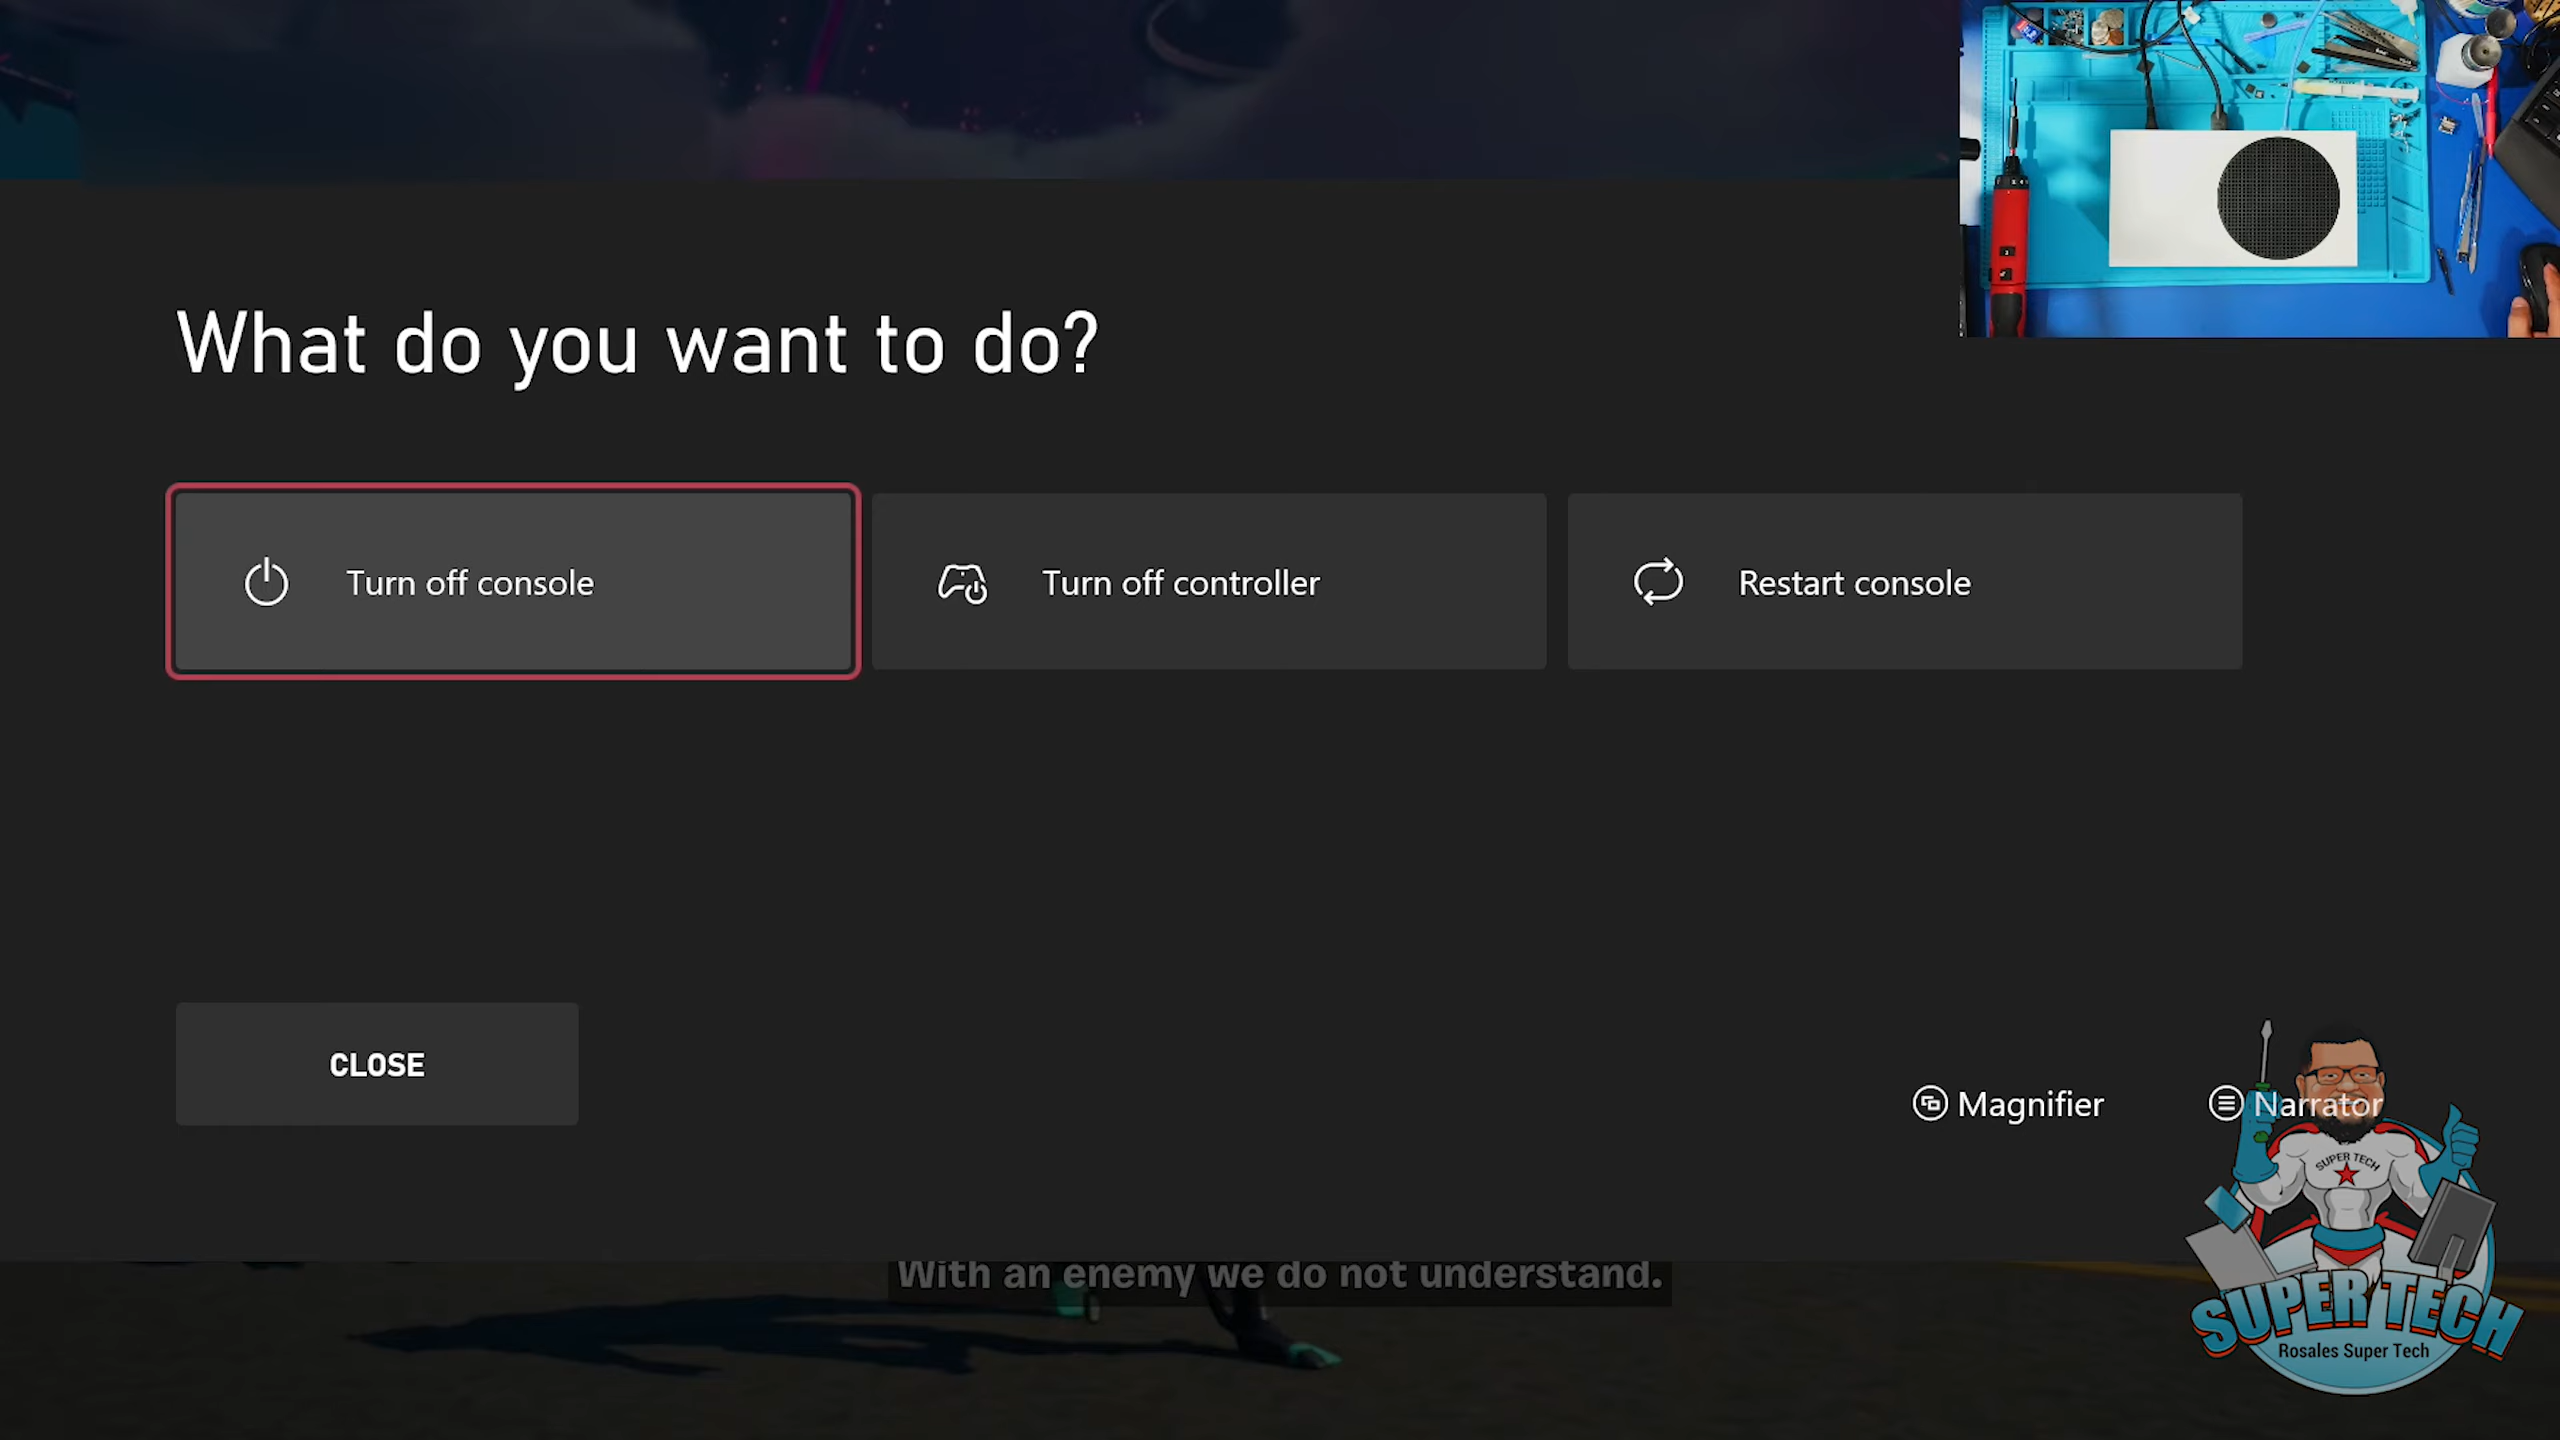 What do you want to do?
Turn off console
Turn off controller
Restart console
CLOSE
Magnifier
Narrator
SUPER TECH
With an enemy we do not understand.
SUPER TECH
Rosales Super Tech